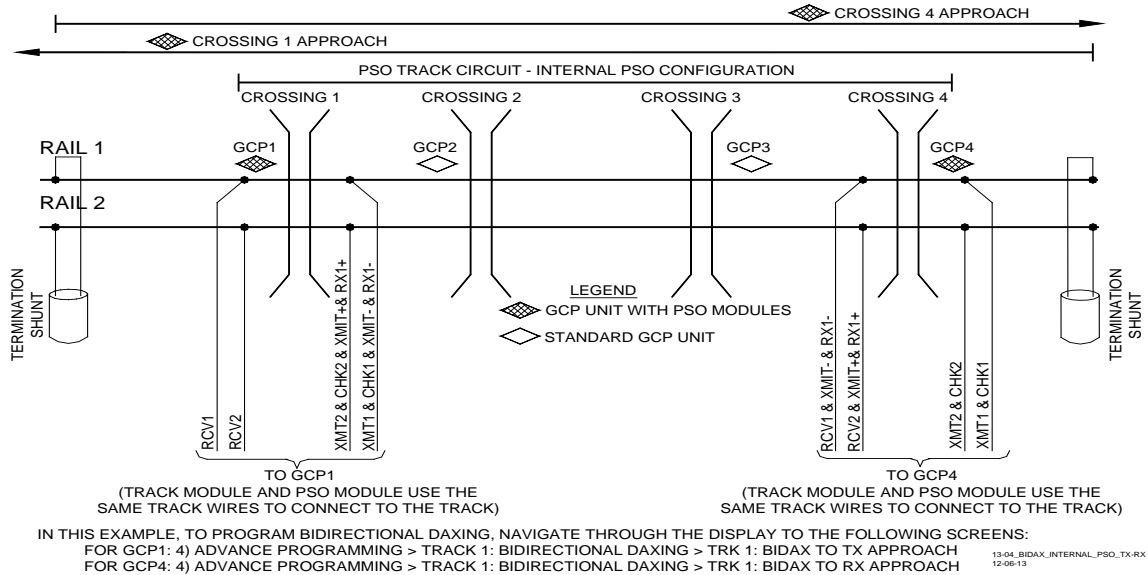 CROSSING 4 APPROACH
CROSSING 1 APPROACH
PSO TRACK CIRCUIT - INTERNAL PSO CONFIGURATION
CROSSING 1
CROSSING 2
CROSSING 3
CROSSING 4
RAIL 1
GCP1
GCP2
GCP3
GCP4
RAIL 2
TERMINATION
SHUNT
LEGEND
GCP UNIT WITH PSO MODULES
STANDARD GCP UNIT
TERMINATION
SHUNT
RCV1
RCV2
XMT2 & CHK2 & XMIT+& RX1+
XMT1 & CHK1 & XMIT- & RX1-
RCV1 & XMIT- & RX1-
RCV2 & XMIT+& RX1+
XMT2 & CHK2
XMT1 & CHK1
TO GCP1
(TRACK MODULE AND PSO MODULE USE THE
SAME TRACK WIRES TO CONNECT TO THE TRACK)
TO GCP4
(TRACK MODULE AND PSO MODULE USE THE
SAME TRACK WIRES TO CONNECT TO THE TRACK)
IN THIS EXAMPLE, TO PROGRAM BIDIRECTIONAL DAXING, NAVIGATE THROUGH THE DISPLAY TO THE FOLLOWING SCREENS:
FOR GCP1: 4) ADVANCE PROGRAMMING > TRACK 1: BIDIRECTIONAL DAXING > TRK 1: BIDAX TO TX APPROACH
FOR GCP4: 4) ADVANCE PROGRAMMING > TRACK 1: BIDIRECTIONAL DAXING > TRK 1: BIDAX TO RX APPROACH
13-04_BIDAX_INTERNAL_PSO_TX-RX
12-06-13